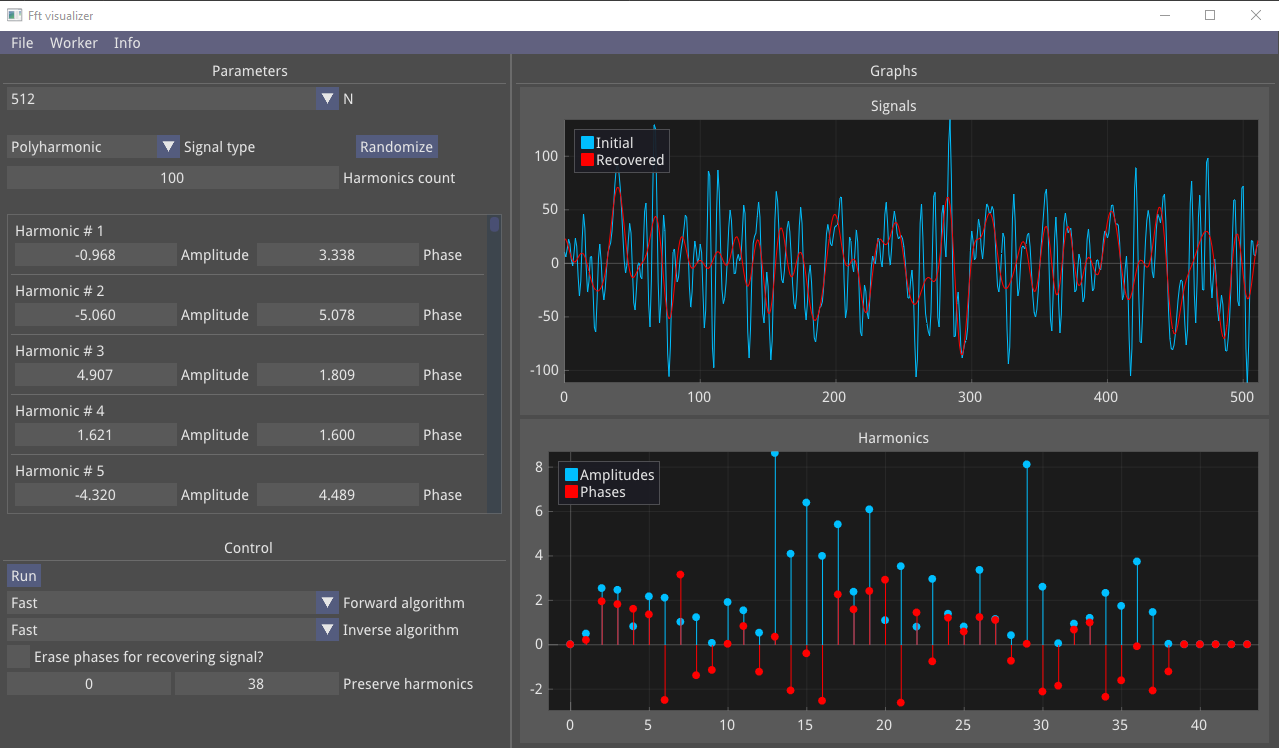 Fft visualizer
File Worker Info
Parameters
512 N
Polyharmonic Signal type Randomize
100 Harmonics count
Harmonic # 1
-0.968 Amplitude 3.338 Phase
Harmonic # 2
-5.060 Amplitude 5.078 Phase
Harmonic # 3
4.907 Amplitude 1.809 Phase
Harmonic # 4
1.621 Amplitude 1.600 Phase
Harmonic # 5
-4.320 Amplitude 4.489 Phase
Control
Run
Fast Forward algorithm
Fast Inverse algorithm
Erase phases for recovering signal?
0 38 Preserve harmonics
Graphs
Signals
Initial
Recovered
100
50
0
-50
-100
0 100 200 300 400 500
Harmonics
Amplitudes
Phases
8
6
4
2
0
-2
0 5 10 15 20 25 30 35 40